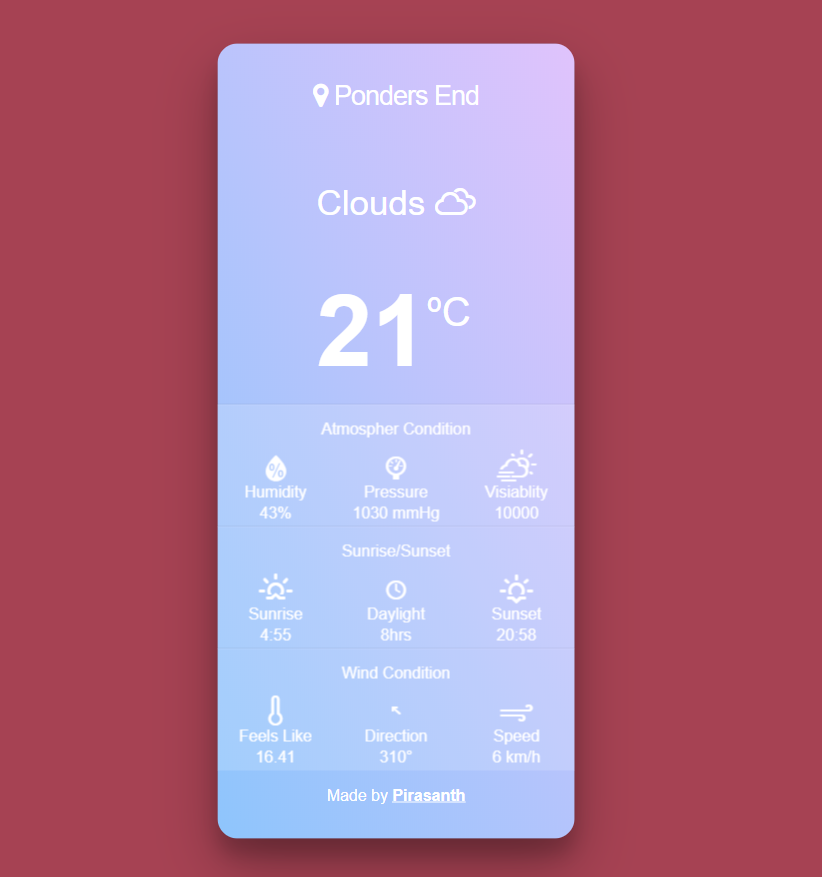 Ponders End
Clouds
21°C
Atmospher Condition
Humidity Pressure Visiablity
43% 1030 mmHg 10000
Sunrise/Sunset
Sunrise Daylight Sunset
4:55 8hrs 20:58
Wind Condition
Feels Like Direction Speed
16.41 310° 6 km/h
Made by Pirasanth